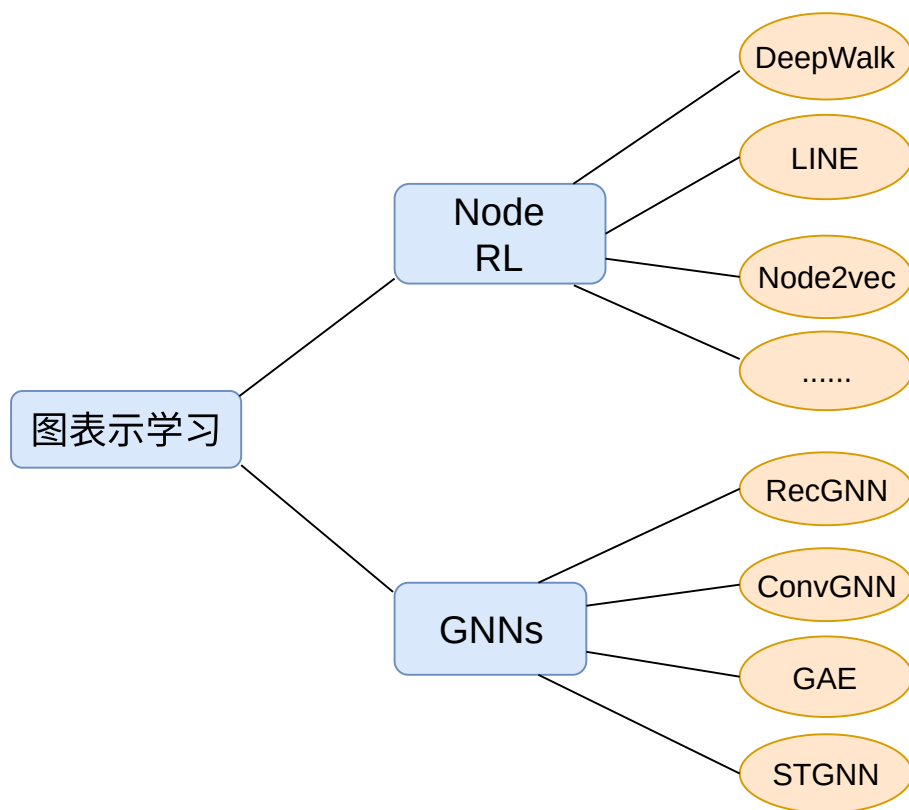 图表示学习
Node
RL
DeepWalk
LINE
Node2vec
......
GNNs
RecGNN
ConvGNN
GAE
STGNN